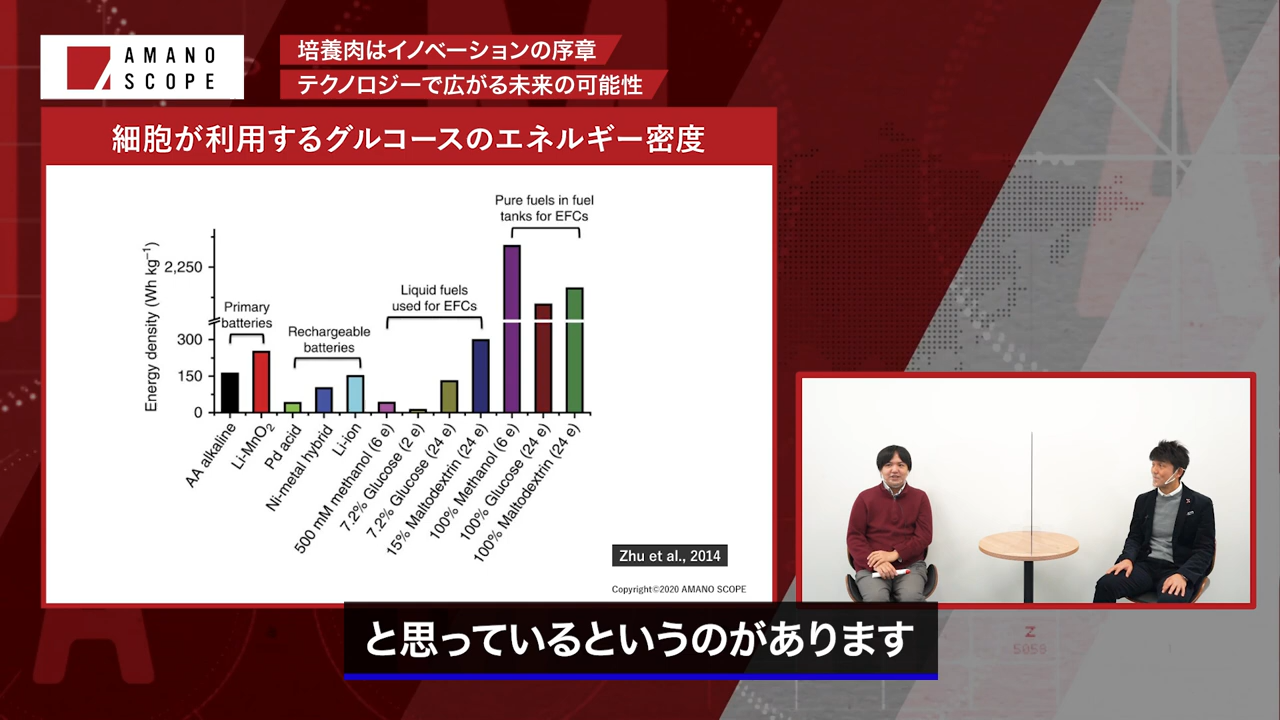 AMANO
SCOPE
培養肉はイノベーションの序章
テクノロジーで広がる未来の可能性
細胞が利用するグルコースのエネルギー密度
Pure fuels in fuel
tanks for EFCs
Energy density (Wh kg⁻¹)
2,250
300
150
0
Primary
batteries
Rechargeable
batteries
Liquid fuels
used for EFCs
AA alkaline
Li-MnO₂
Pd acid
Ni-metal hybrid
Li-ion
500 mM methanol (6 e)
7.2% Glucose (2 e)
7.2% Glucose (24 e)
15% Maltodextrin (24 e)
100% Methanol (6 e)
100% Glucose (24 e)
100% Maltodextrin (24 e)
Zhu et al., 2014
Copyright©2020 AMANO SCOPE
と思っているというのがあります
Z
5058